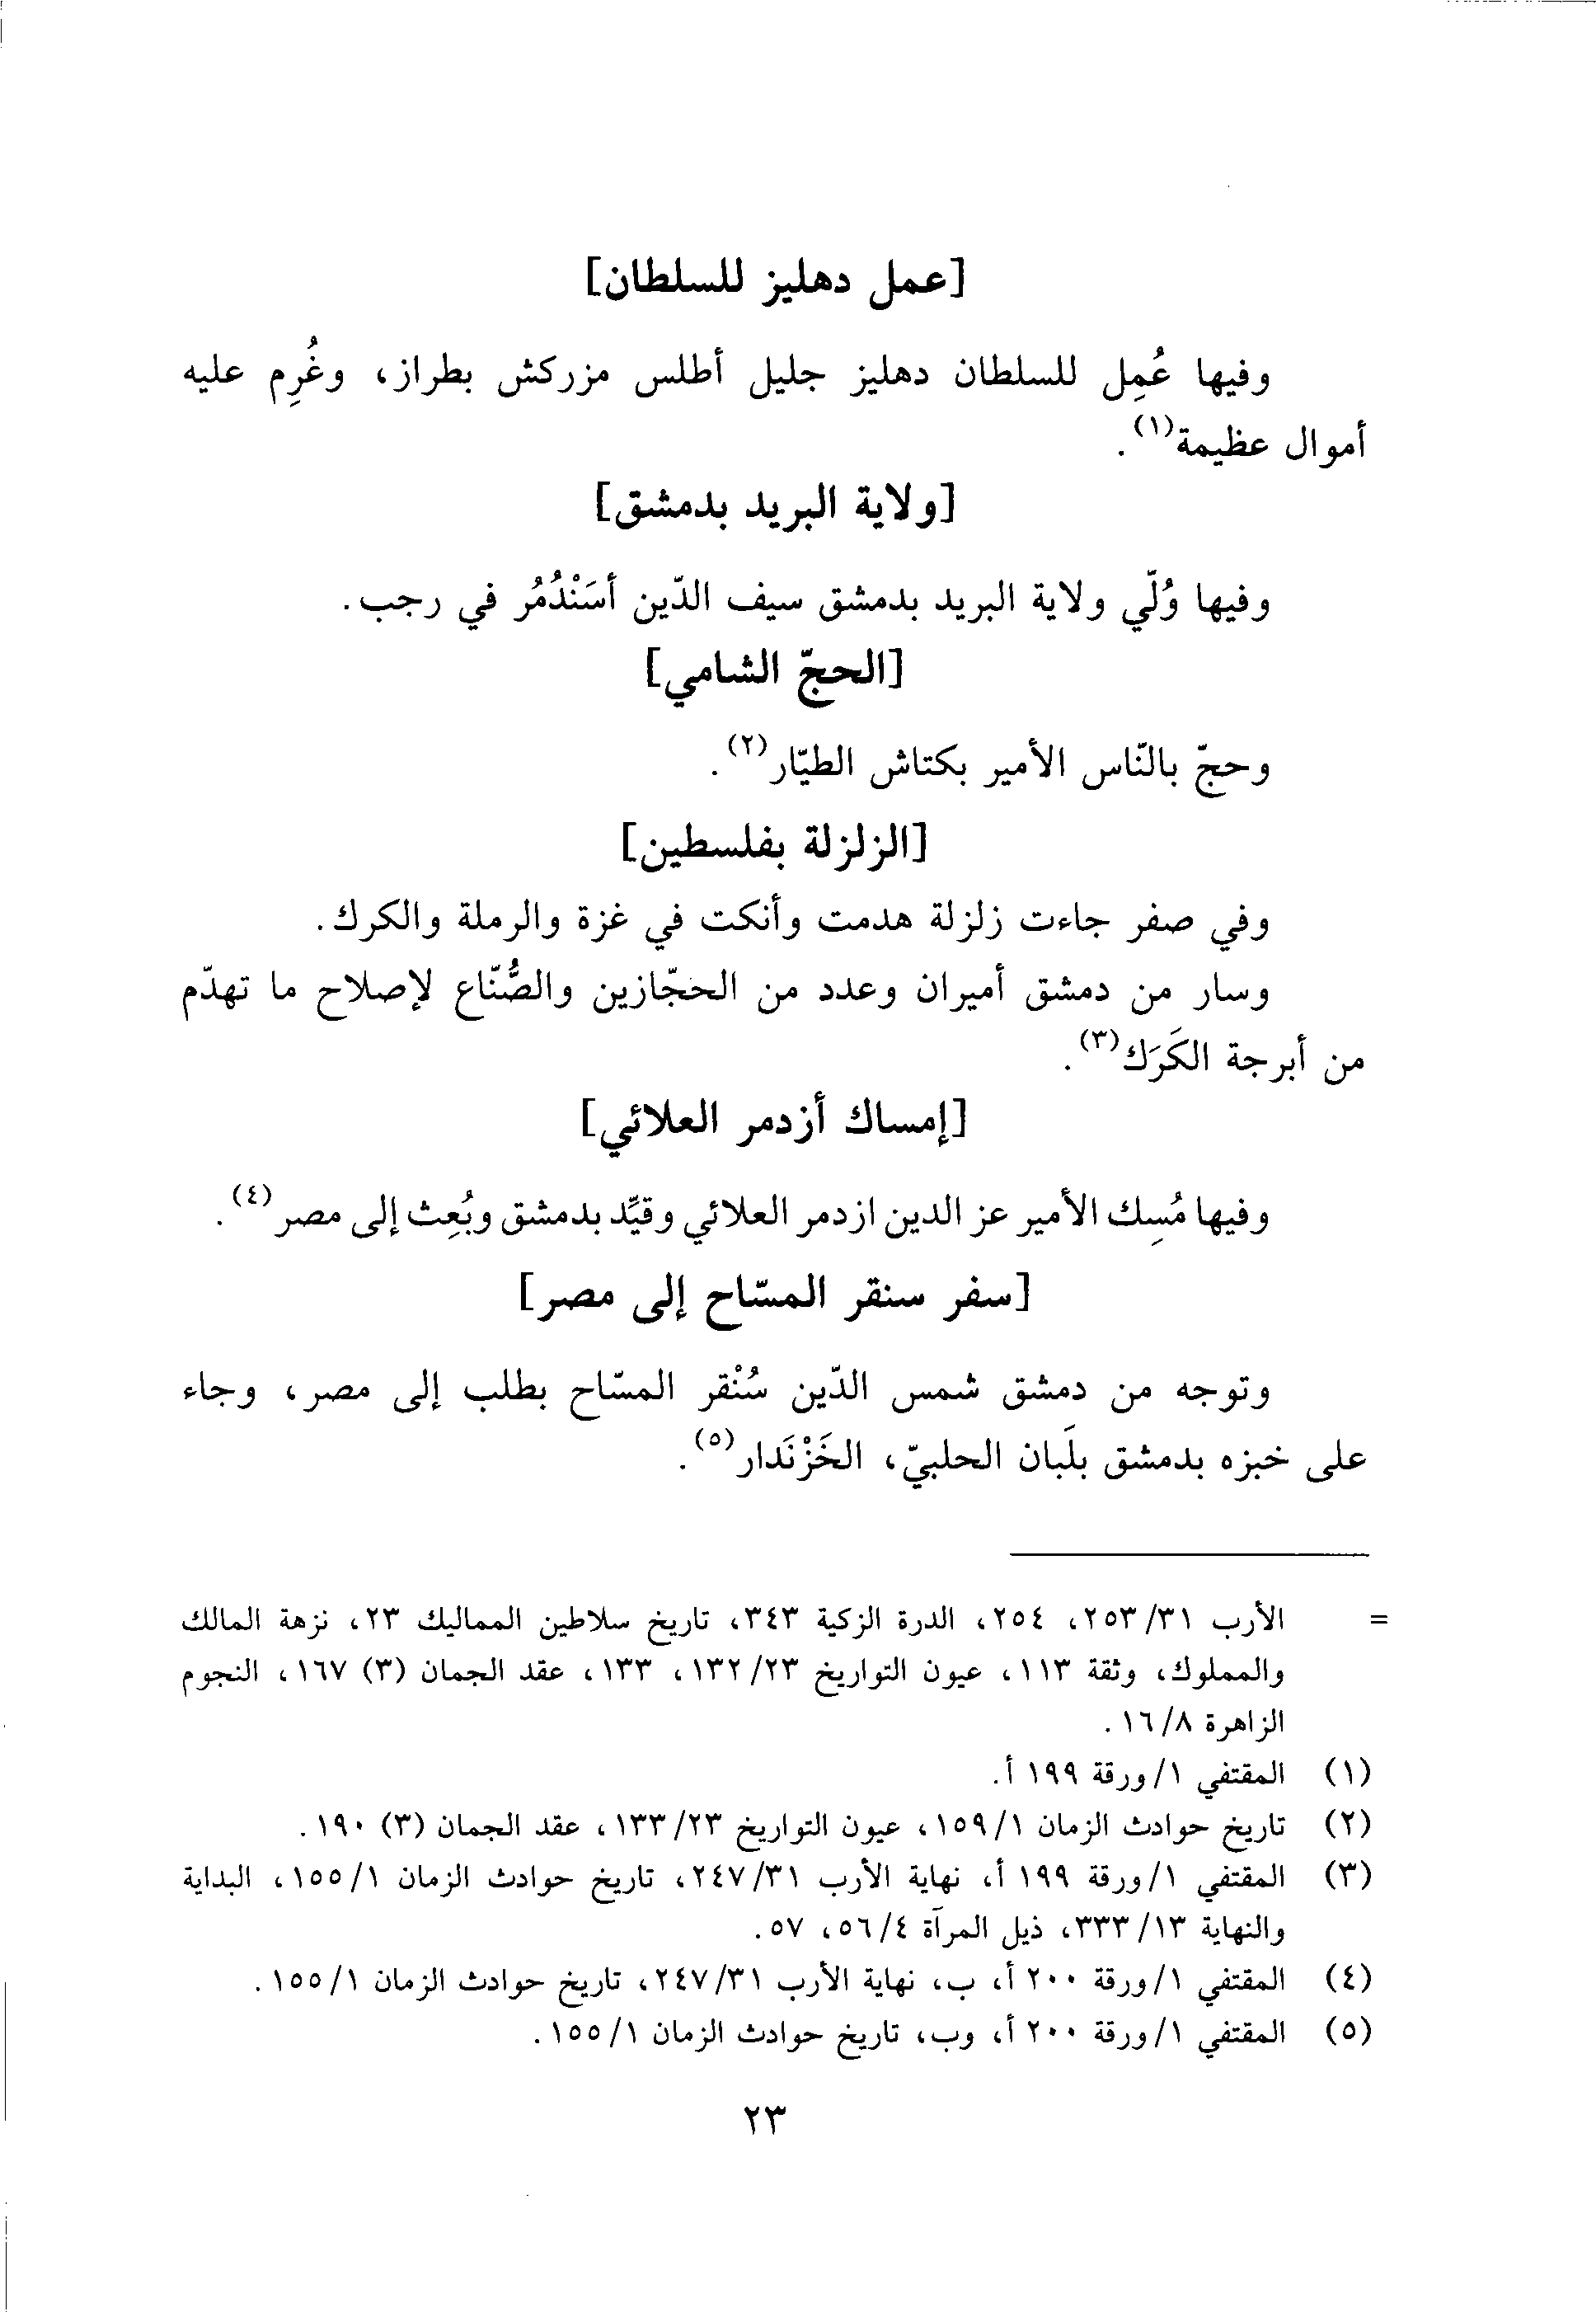 [عمل دهليز للسلطان]
وفيها عُمِل للسلطان دهليز جليل أطلس مزركش بطراز، وغُرِم عليه
أموال عظيمة(١).
[ولاية البريد بدمشق]
وفيها وُلّي ولاية البريد بدمشق سيف الدّين أسَنْدُمُر في رجب.
[الحجّ الشامي]
وحجّ بالنّاس الأمير بكتاش الطيّار(٢).
[الزلزلة بفلسطين]
وفي صفر جاءت زلزلة هدمت وأنكت في غزة والرملة والكرك.
وسار من دمشق أميران وعدد من الحجّازين والصُّنّاع لإصلاح ما تهدّم
من أبرجة الكَرَك(٣).
[إمساك أزدمر العلائي]
وفيها مُسِك الأمير عز الدين ازدمر العلائي وقيِّد بدمشق وبُعِث إلى مصر(٤).
[سفر سنقر المسّاح إلى مصر]
وتوجه من دمشق شمس الدّين سُنْقر المسّاح بطلب إلى مصر، وجاء
على خبزه بدمشق بلَبان الحلبيّ، الخَزْنَدار(٥).
= الأرب ٣١/ ٢٥٣، ٢٥٤، الدرة الزكية ٣٤٣، تاريخ سلاطين المماليك ٢٣، نزهة المالك
والمملوك، وثقة ١١٣، عيون التواريخ ٢٣/ ١٣٢، ١٣٣، عقد الجمان (٣) ١٦٧، النجوم
الزاهرة ٨/ ١٦.
(١) المقتفي ١/ ورقة ١٩٩ أ.
(٢) تاريخ حوادث الزمان ١/ ١٥٩، عيون التواريخ ٢٣/ ١٣٣، عقد الجمان (٣) ١٩٠.
(٣) المقتفي ١/ ورقة ١٩٩ أ، نهاية الأرب ٣١/ ٢٤٧، تاريخ حوادث الزمان ١/ ١٥٥، البداية
والنهاية ١٣/ ٣٣٣، ذيل المرآة ٤/ ٥٦، ٥٧.
(٤) المقتفي ١/ ورقة ٢٠٠ أ، ب، نهاية الأرب ٣١/ ٢٤٧، تاريخ حوادث الزمان ١/ ١٥٥.
(٥) المقتفي ١/ ورقة ٢٠٠ أ، وب، تاريخ حوادث الزمان ١/ ١٥٥.
٢٣